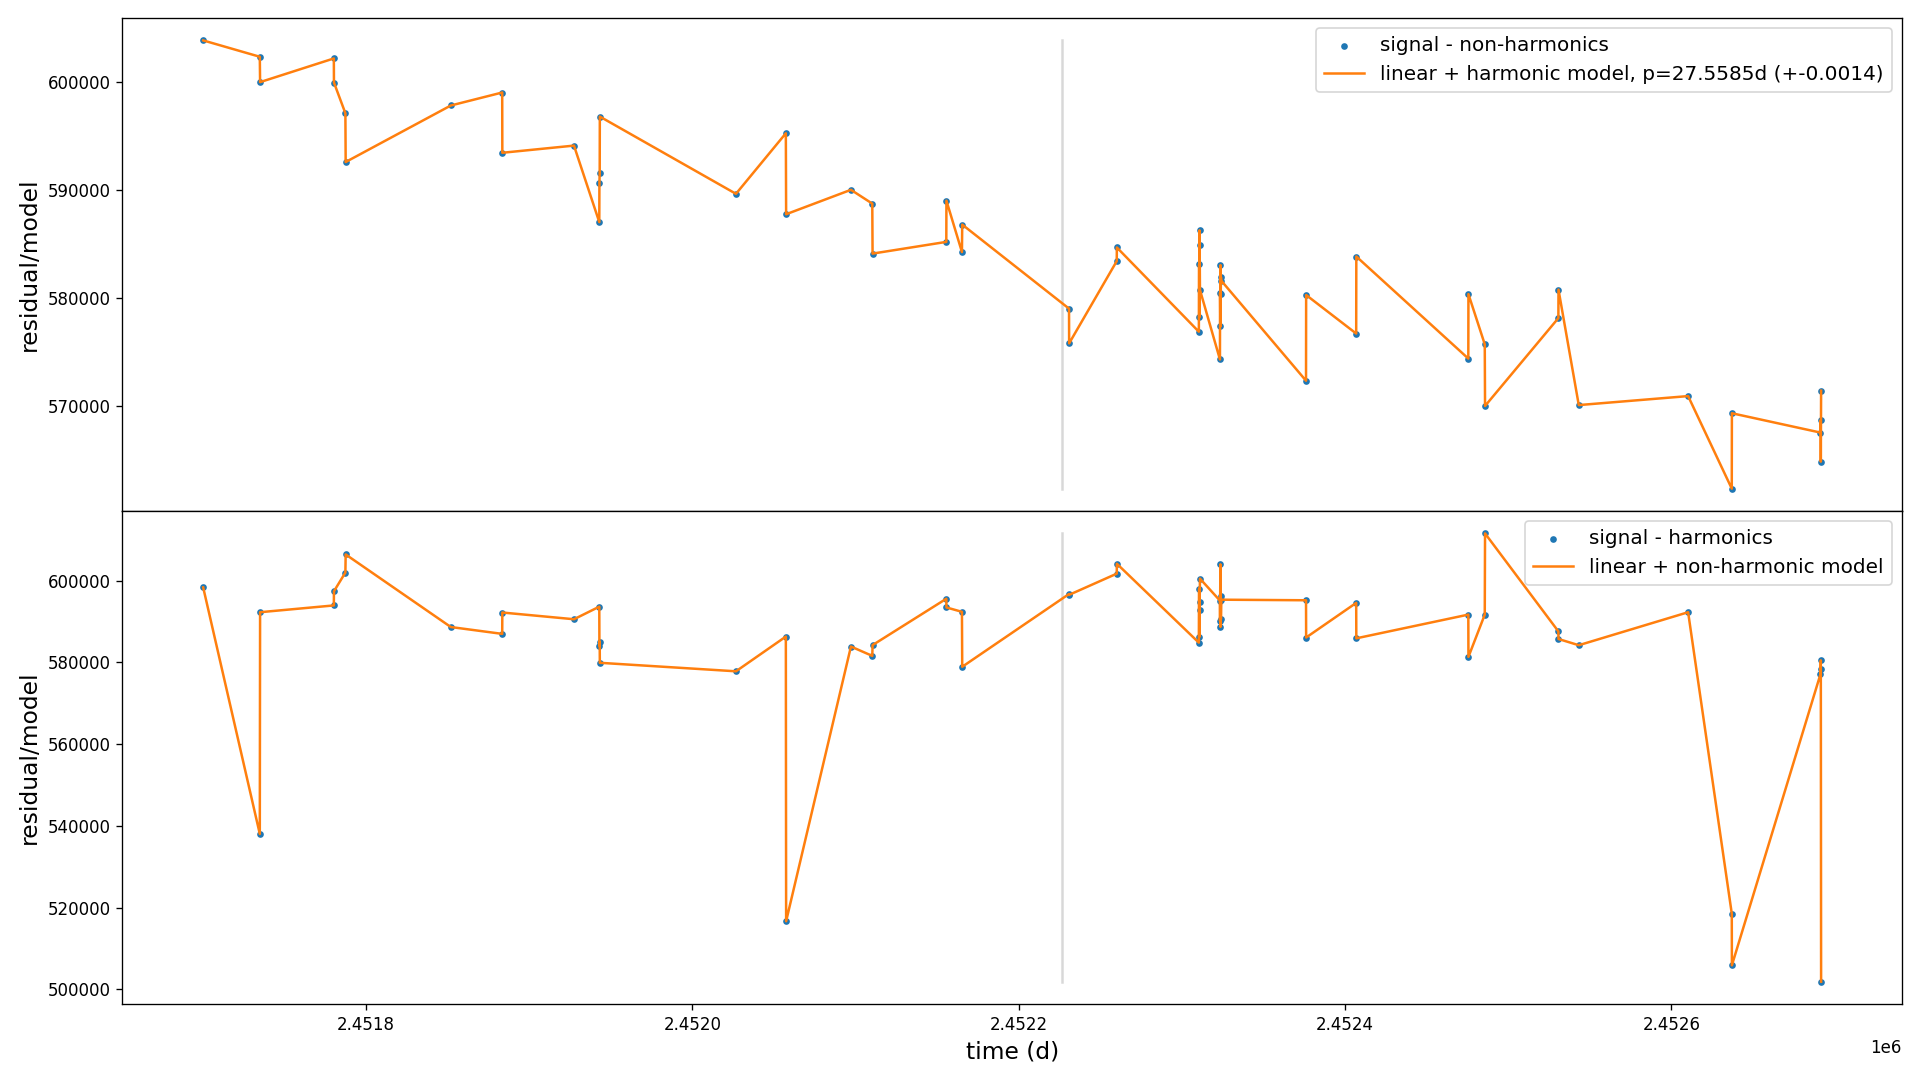 signal - non-harmonics
linear + harmonic model, p=27.5585d (+-0.0014)
600000
590000
580000
570000
residual/model
signal - harmonics
linear + non-harmonic model
600000
580000
560000
540000
520000
500000
residual/model
2.4518
2.4520
2.4522
2.4524
2.4526
1e6
time (d)